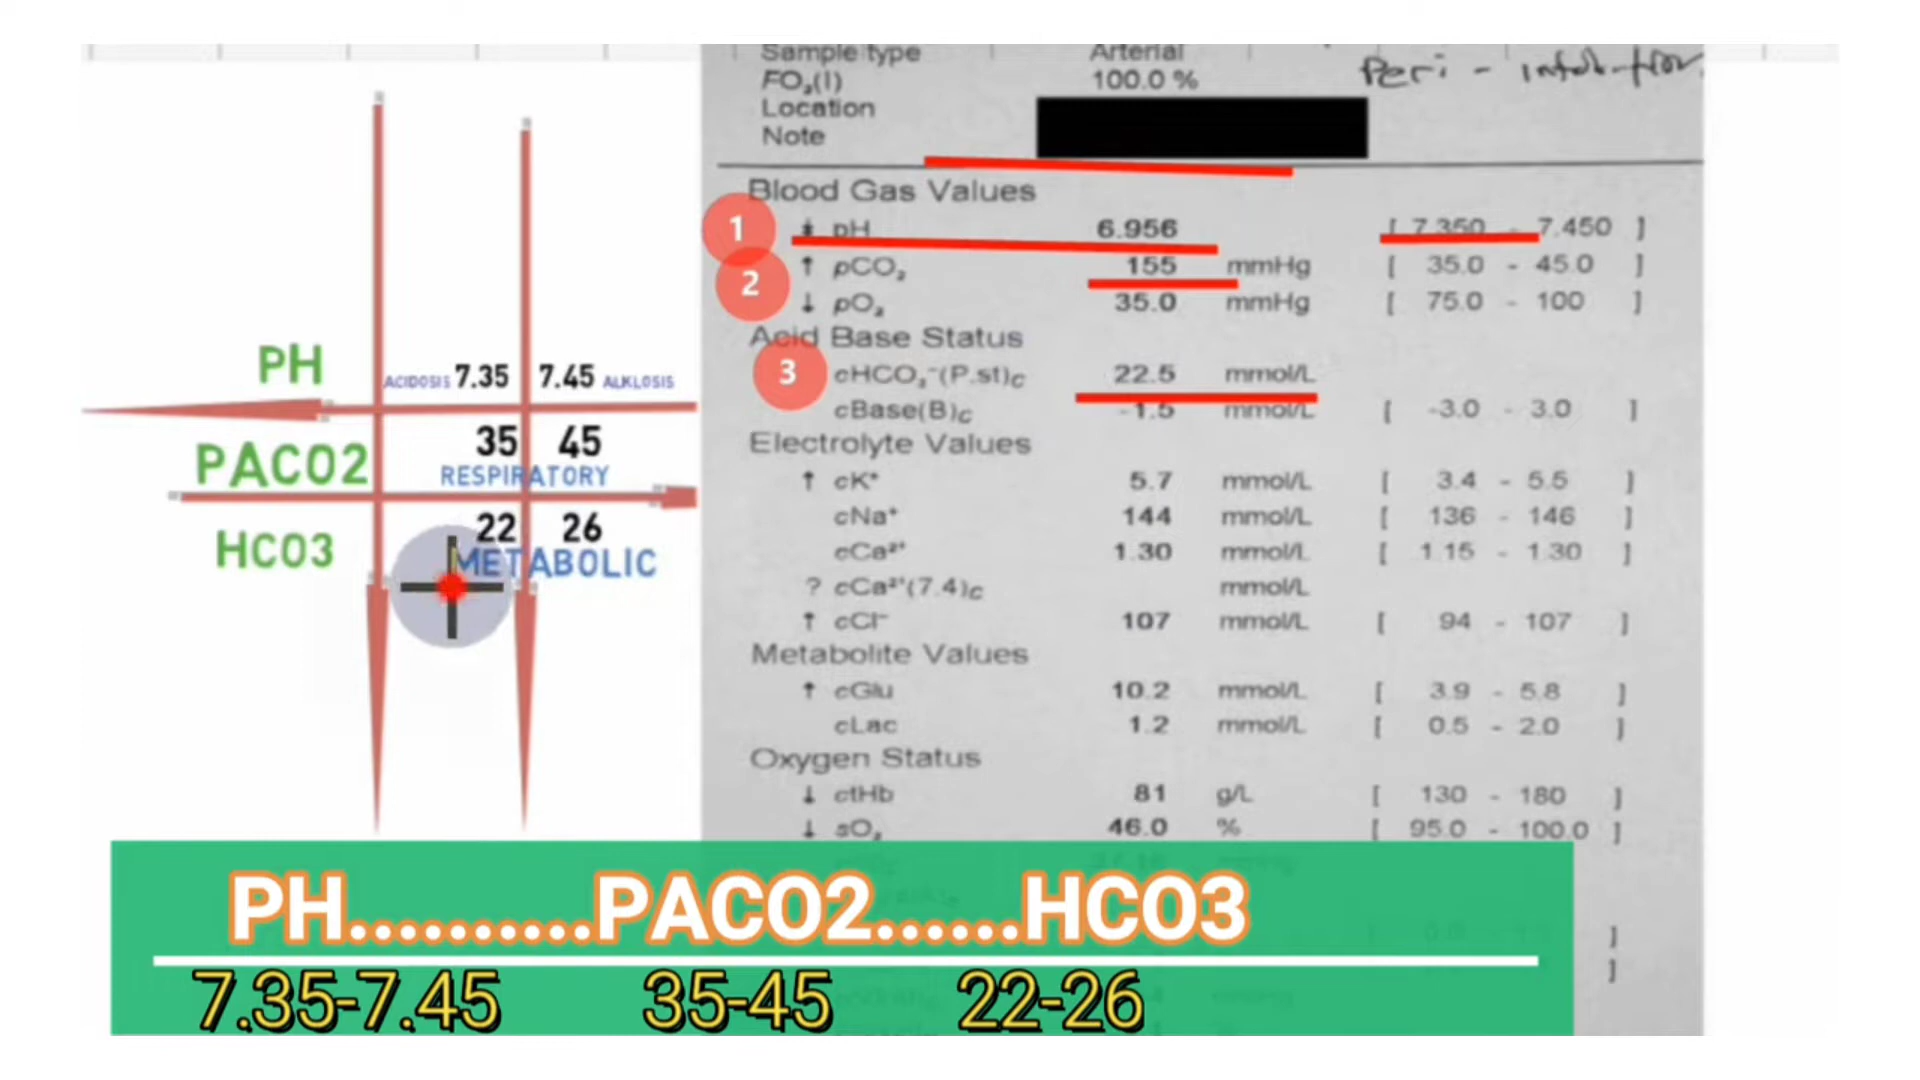 Sample type Arterial
FO₂(I) 100.0 %
Peri -
Location
Note
Blood Gas Values
1 ↓ pH 6.956 [ 7.350 - 7.450 ]
2 ↑ pCO₂ 155 mmHg [ 35.0 - 45.0 ]
↓ pO₂ 35.0 mmHg [ 75.0 - 100 ]
Acid Base Status
3 cHCO₃⁻(P.st)c 22.5 mmol/L
cBase(B)c -1.5 mmol/L [ -3.0 - 3.0 ]
Electrolyte Values
↑ cK⁺ 5.7 mmol/L [ 3.4 - 5.5 ]
cNa⁺ 144 mmol/L [ 136 - 146 ]
cCa²⁺ 1.30 mmol/L [ 1.15 - 1.30 ]
? cCa²⁺(7.4)c mmol/L
↑ cCl⁻ 107 mmol/L [ 94 - 107 ]
Metabolite Values
↑ cGlu 10.2 mmol/L [ 3.9 - 5.8 ]
cLac 1.2 mmol/L [ 0.5 - 2.0 ]
Oxygen Status
↓ ctHb 81 g/L [ 130 - 180 ]
↓ sO₂ 46.0 % [ 95.0 - 100.0 ]
PH ACIDOSIS 7.35 7.45 ALKLOSIS
PACO2 35 45
RESPIRATORY
HCO3 22 26
METABOLIC
PH..........PACO2......HCO3
7.35-7.45 35-45 22-26